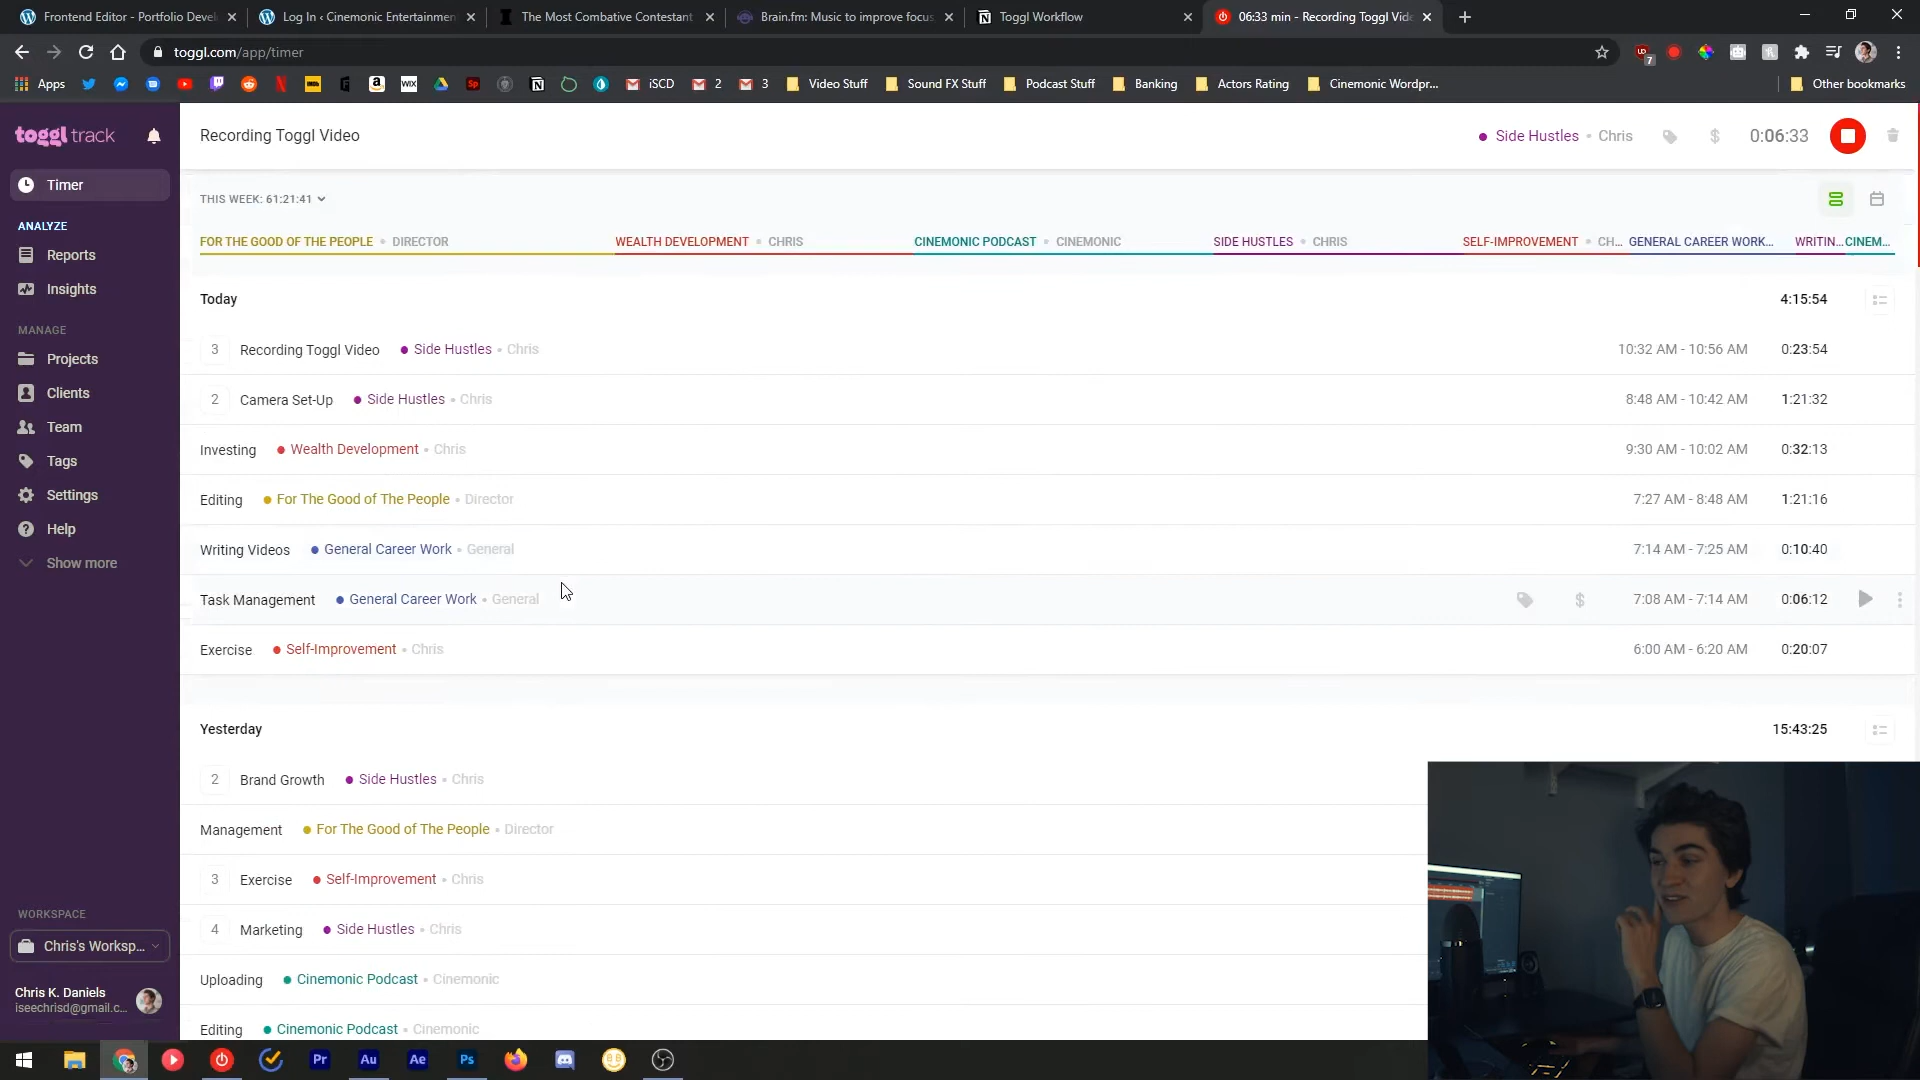 Frontend Editor - Portfolio Devel
Log In ‹ Cinemonic Entertainmen
The Most Combative Contestant
Brain.fm: Music to improve focus
Toggl Workflow
06:33 min - Recording Toggl Vid
toggl.com/app/timer
7
Apps
iSCD
2
3
Video Stuff
Sound FX Stuff
Podcast Stuff
Banking
Actors Rating
Cinemonic Wordpr...
Other bookmarks
toggl track
Recording Toggl Video
Side Hustles • Chris
$
0:06:33
Timer
THIS WEEK: 61:21:41
ANALYZE
Reports
Insights
MANAGE
Projects
Clients
Team
Tags
Settings
Help
Show more
FOR THE GOOD OF THE PEOPLE • DIRECTOR
WEALTH DEVELOPMENT • CHRIS
CINEMONIC PODCAST • CINEMONIC
SIDE HUSTLES • CHRIS
SELF-IMPROVEMENT • CH...
GENERAL CAREER WORK...
WRITIN...
CINEM...
Today 4:15:54
3 Recording Toggl Video • Side Hustles • Chris 10:32 AM - 10:56 AM 0:23:54
2 Camera Set-Up • Side Hustles • Chris 8:48 AM - 10:42 AM 1:21:32
Investing • Wealth Development • Chris 9:30 AM - 10:02 AM 0:32:13
Editing • For The Good of The People • Director 7:27 AM - 8:48 AM 1:21:16
Writing Videos • General Career Work • General 7:14 AM - 7:25 AM 0:10:40
Task Management • General Career Work • General $ 7:08 AM - 7:14 AM 0:06:12
Exercise • Self-Improvement • Chris 6:00 AM - 6:20 AM 0:20:07
Yesterday 15:43:25
2 Brand Growth • Side Hustles • Chris
Management • For The Good of The People • Director
3 Exercise • Self-Improvement • Chris
4 Marketing • Side Hustles • Chris
Uploading • Cinemonic Podcast • Cinemonic
Editing • Cinemonic Podcast • Cinemonic
WORKSPACE
Chris's Worksp...
Chris K. Daniels
iseechrisd@gmail.c...
Pr
Au
Ae
Ps